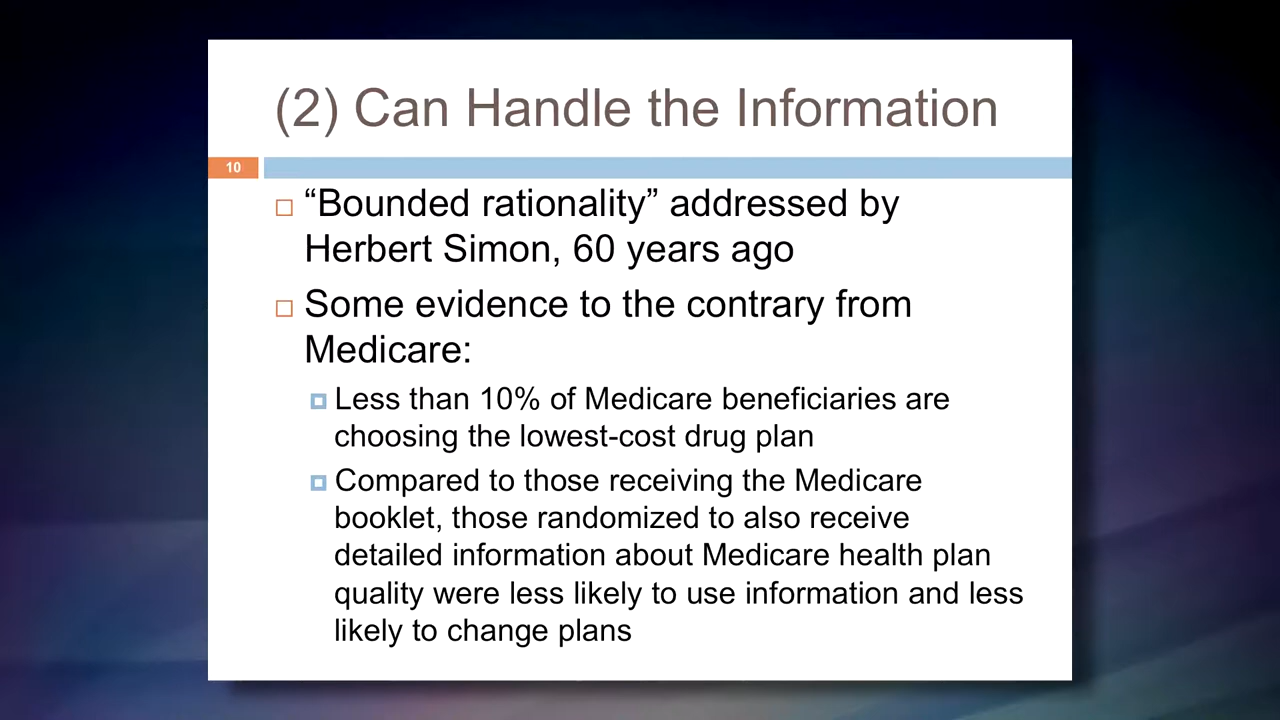 (2) Can Handle the Information
10
“Bounded rationality” addressed by
Herbert Simon, 60 years ago
Some evidence to the contrary from
Medicare:
Less than 10% of Medicare beneficiaries are
choosing the lowest-cost drug plan
Compared to those receiving the Medicare
booklet, those randomized to also receive
detailed information about Medicare health plan
quality were less likely to use information and less
likely to change plans